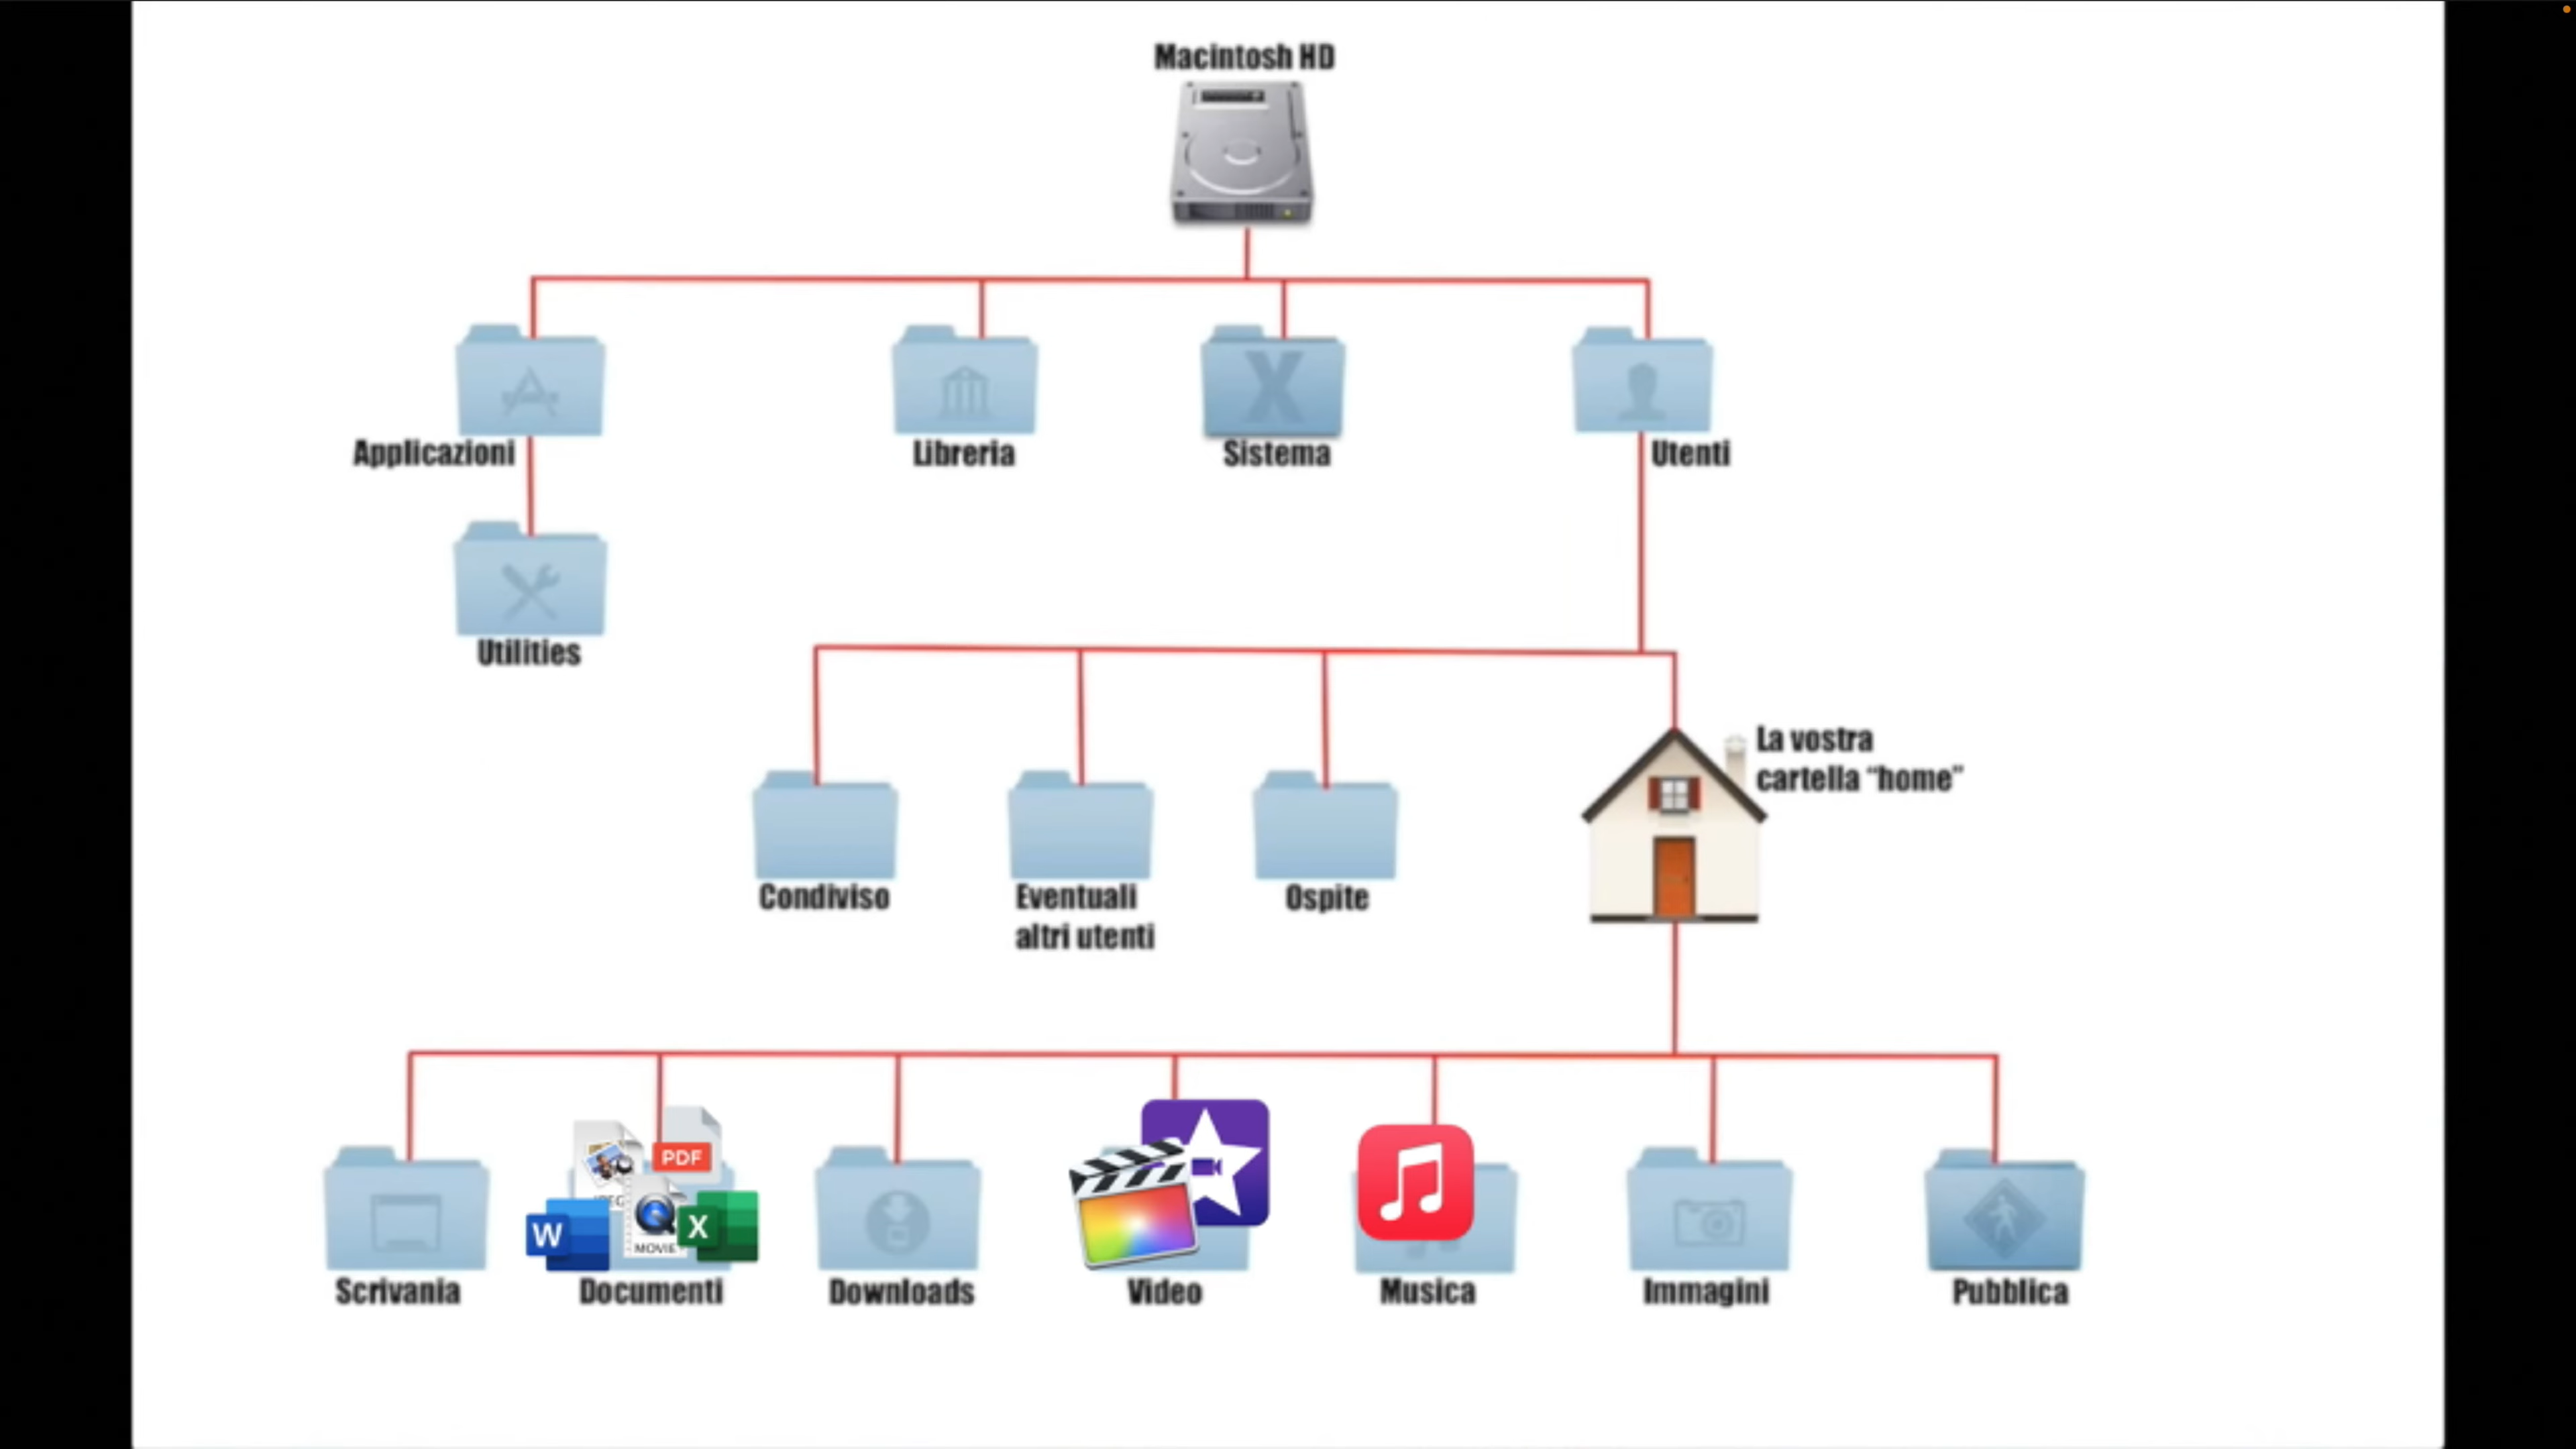 Macintosh HD
Applicazioni
Libreria
Sistema
Utenti
Utilities
La vostra
cartella “home”
Condiviso
Eventuali
altri utenti
Ospite
PDF
W
MOVIE
X
Scrivania
Documenti
Downloads
Video
Musica
Immagini
Pubblica